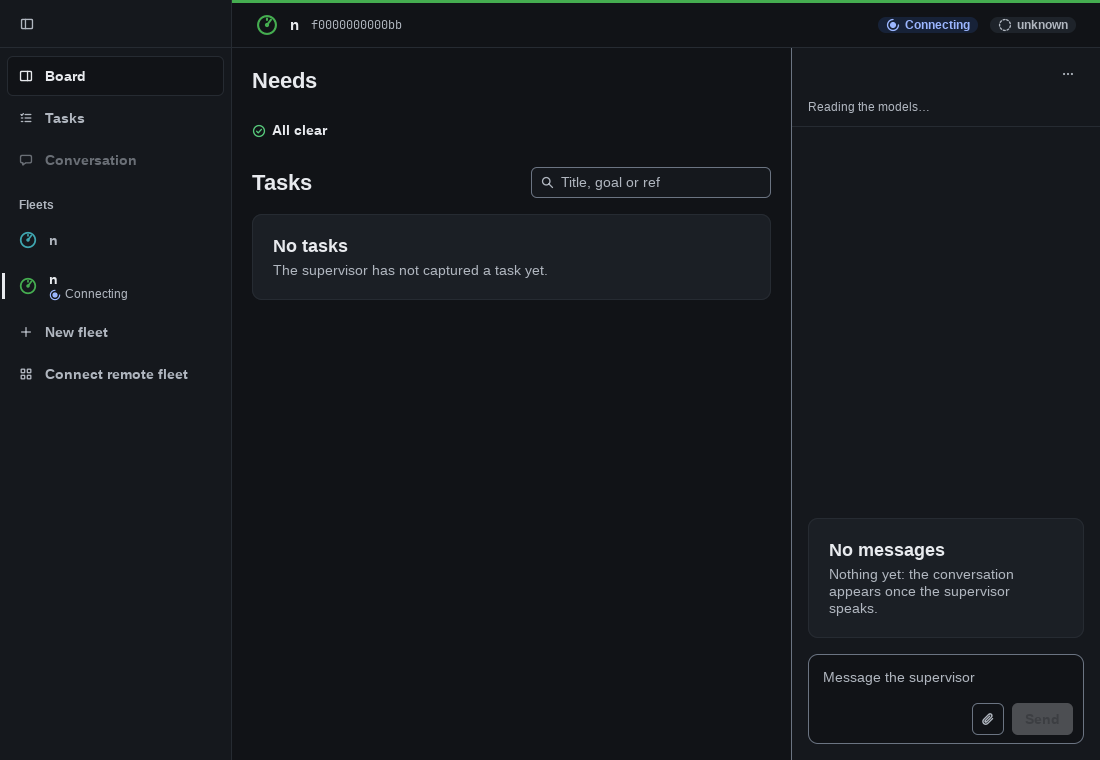 n f0000000000bb Connecting unknown
Board
Tasks
Conversation
Fleets
n
n
Connecting
New fleet
Connect remote fleet
Needs
All clear
Tasks
Title, goal or ref
No tasks
The supervisor has not captured a task yet.
Reading the models…
No messages
Nothing yet: the conversation
appears once the supervisor
speaks.
Message the supervisor
Send